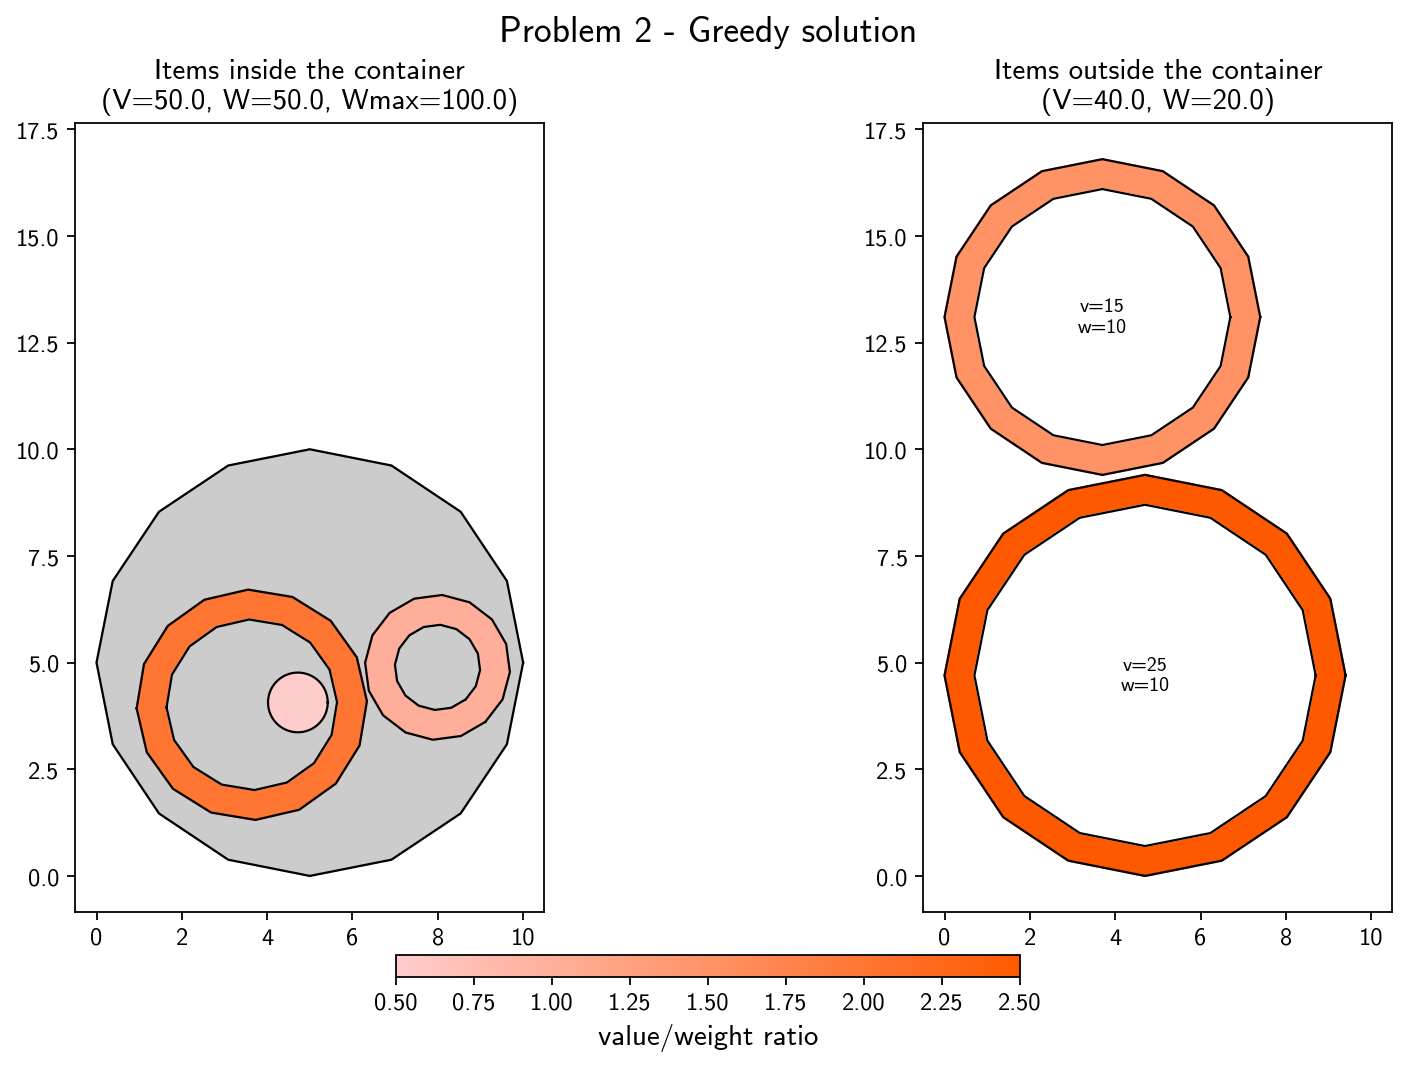 Problem 2 - Greedy solution
Items inside the container
(V=50.0, W=50.0, Wmax=100.0)
17.5
15.0
12.5
10.0
7.5
5.0
2.5
0.0
0 2 4 6 8 10
Items outside the container
(V=40.0, W=20.0)
17.5
15.0
12.5
10.0
7.5
5.0
2.5
0.0
v=15
w=10
v=25
w=10
0 2 4 6 8 10
0.50 0.75 1.00 1.25 1.50 1.75 2.00 2.25 2.50
value/weight ratio